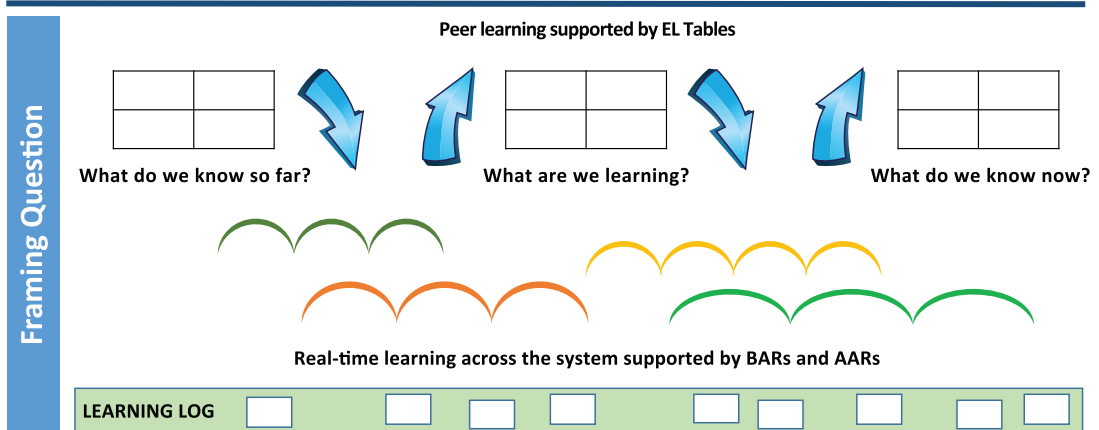 Peer learning supported by EL Tables
Framing Question
What do we know so far?
What are we learning?
What do we know now?
Real-time learning across the system supported by BARs and AARs
LEARNING LOG